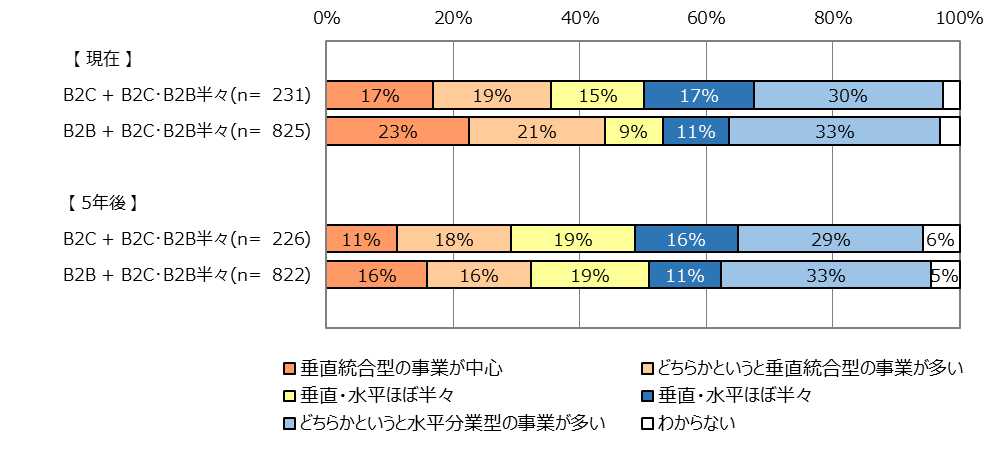 0% 20% 40% 60% 80% 100%
【 現在 】
B2C + B2C･B2B半々(n= 231) 17% 19% 15% 17% 30%
B2B + B2C･B2B半々(n= 825) 23% 21% 9% 11% 33%
【 5年後 】
B2C + B2C･B2B半々(n= 226) 11% 18% 19% 16% 29% 6%
B2B + B2C･B2B半々(n= 822) 16% 16% 19% 11% 33% 5%
垂直統合型の事業が中心 どちらかというと垂直統合型の事業が多い
垂直・水平ほぼ半々 垂直・水平ほぼ半々
どちらかというと水平分業型の事業が多い わからない